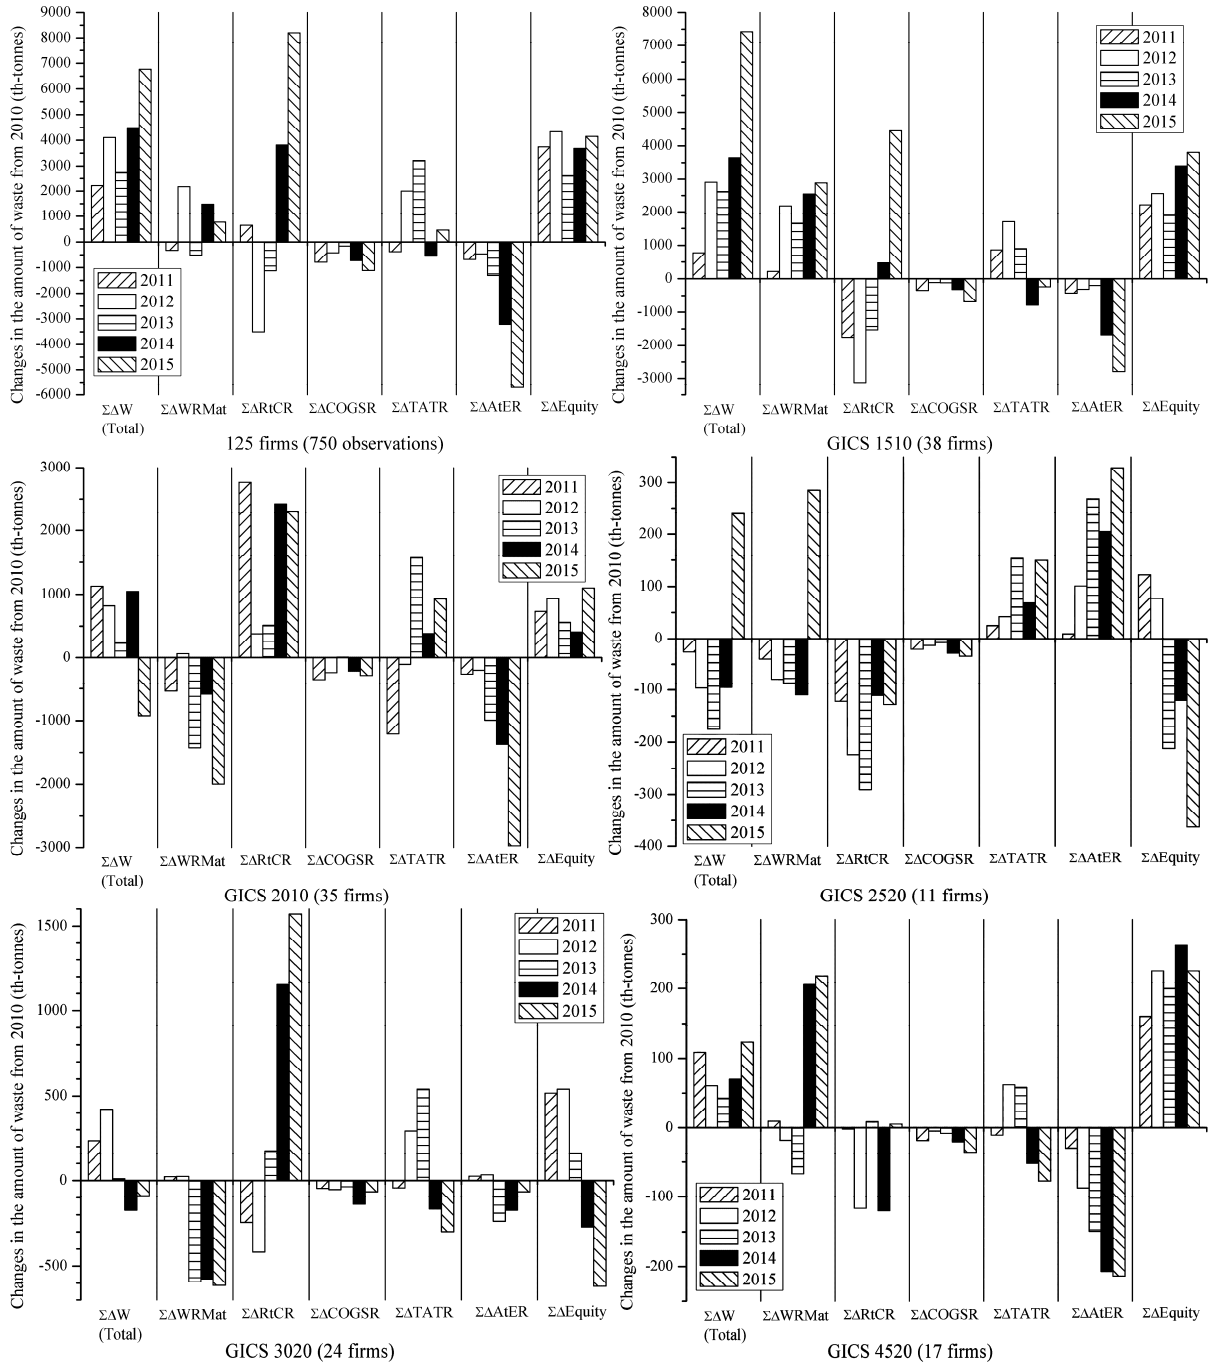 Changes in the amount of waste from 2010 (th-tonnes)
9000
8000
7000
6000
5000
4000
3000
2000
1000
0
-1000
-2000
-3000
-4000
-5000
-6000
2011
2012
2013
2014
2015
ΣΔW
(Total)
ΣΔWRMat
ΣΔRtCR
ΣΔCOGSR
ΣΔTATR
ΣΔAtER
ΣΔEquity
125 firms (750 observations)
Changes in the amount of waste from 2010 (th-tonnes)
8000
7000
6000
5000
4000
3000
2000
1000
0
-1000
-2000
-3000
2011
2012
2013
2014
2015
ΣΔW
(Total)
ΣΔWRMat
ΣΔRtCR
ΣΔCOGSR
ΣΔTATR
ΣΔAtER
ΣΔEquity
GICS 1510 (38 firms)
Changes in the amount of waste from 2010 (th-tonnes)
3000
2000
1000
0
-1000
-2000
-3000
2011
2012
2013
2014
2015
ΣΔW
(Total)
ΣΔWRMat
ΣΔRtCR
ΣΔCOGSR
ΣΔTATR
ΣΔAtER
ΣΔEquity
GICS 2010 (35 firms)
Changes in the amount of waste from 2010 (th-tonnes)
300
200
100
0
-100
-200
-300
-400
2011
2012
2013
2014
2015
ΣΔW
(Total)
ΣΔWRMat
ΣΔRtCR
ΣΔCOGSR
ΣΔTATR
ΣΔAtER
ΣΔEquity
GICS 2520 (11 firms)
Changes in the amount of waste from 2010 (th-tonnes)
1500
1000
500
0
-500
2011
2012
2013
2014
2015
ΣΔW
(Total)
ΣΔWRMat
ΣΔRtCR
ΣΔCOGSR
ΣΔTATR
ΣΔAtER
ΣΔEquity
GICS 3020 (24 firms)
Changes in the amount of waste from 2010 (th-tonnes)
300
200
100
0
-100
-200
2011
2012
2013
2014
2015
ΣΔW
(Total)
ΣΔWRMat
ΣΔRtCR
ΣΔCOGSR
ΣΔTATR
ΣΔAtER
ΣΔEquity
GICS 4520 (17 firms)